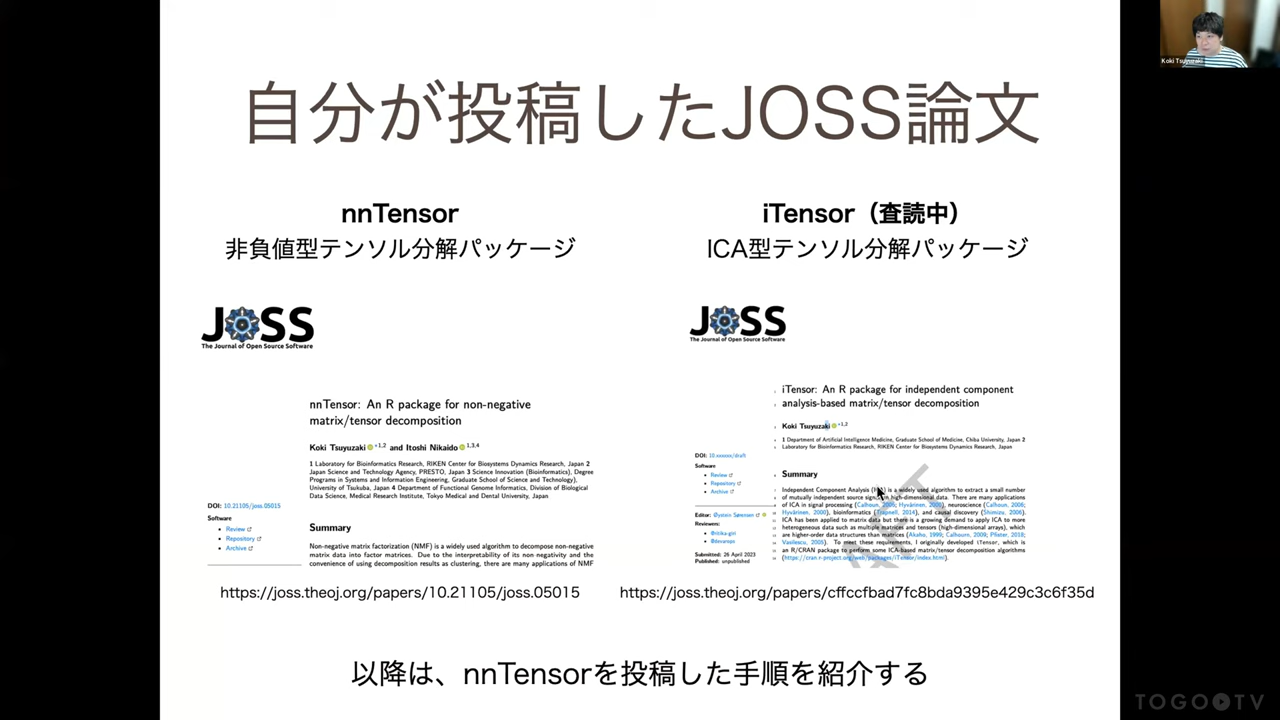 自分が投稿したJOSS論文
Koki Tsuyuzaki
nnTensor
非負値型テンソル分解パッケージ
JOSS
The Journal of Open Source Software
nnTensor: An R package for non-negative
matrix/tensor decomposition
Koki Tsuyuzaki *1,2 and Itoshi Nikaido 1,3,4
1 Laboratory for Bioinformatics Research, RIKEN Center for Biosystems Dynamics Research, Japan 2
Japan Science and Technology Agency, PRESTO, Japan 3 Science Innovation (Bioinformatics), Degree
Programs in Systems and Information Engineering, Graduate School of Science and Technology,
University of Tsukuba, Japan 4 Department of Functional Genome Informatics, Division of Biological
Data Science, Medical Research Institute, Tokyo Medical and Dental University, Japan
DOI: 10.21105/joss.05015
Software
• Review
• Repository
• Archive
Summary
Non-negative matrix factorization (NMF) is a widely used algorithm to decompose non-negative
matrix data into factor matrices. Due to the interpretability of its non-negativity and the
convenience of using decomposition results as clustering, there are many applications of NMF
https://joss.theoj.org/papers/10.21105/joss.05015
iTensor（査読中）
ICA型テンソル分解パッケージ
JOSS
The Journal of Open Source Software
iTensor: An R package for independent component
analysis-based matrix/tensor decomposition
Koki Tsuyuzaki *1,2
1 Department of Artificial Intelligence Medicine, Graduate School of Medicine, Chiba University, Japan 2
Laboratory for Bioinformatics Research, RIKEN Center for Biosystems Dynamics Research, Japan
DOI: 10.xxxxxx/draft
Software
• Review
• Repository
• Archive
Editor: Øystein Sørensen
Reviewers:
• @ritika-giri
Submitted: 26 April 2023
Published: unpublished
Summary
Independent Component Analysis (ICA) is a widely used algorithm to extract a small number
of mutually independent source signals in high-dimensional data. There are many applications
of ICA in signal processing (Calhoun, 2006; Hyvärinen, 2000), neuroscience (Calhoun, 2006;
Hyvärinen, 2000), bioinformatics (Trapnell, 2014), and causal discovery (Shimizu, 2006).
ICA has been applied to matrix data but there is a growing demand to apply ICA to more
heterogeneous data such as multiple matrices and tensors (high-dimensional arrays), which
are higher-order data structures than matrices (Akaho, 1999; Calhoun, 2009; Pfister, 2018;
Vasilescu, 2005). To meet these requirements, I originally developed iTensor, which is
an R/CRAN package to perform some ICA-based matrix/tensor decomposition algorithms
(https://cran.r-project.org/web/packages/iTensor/index.html).
https://joss.theoj.org/papers/cffccfbad7fc8bda9395e429c3c6f35d
以降は、nnTensorを投稿した手順を紹介する
TOGOTV